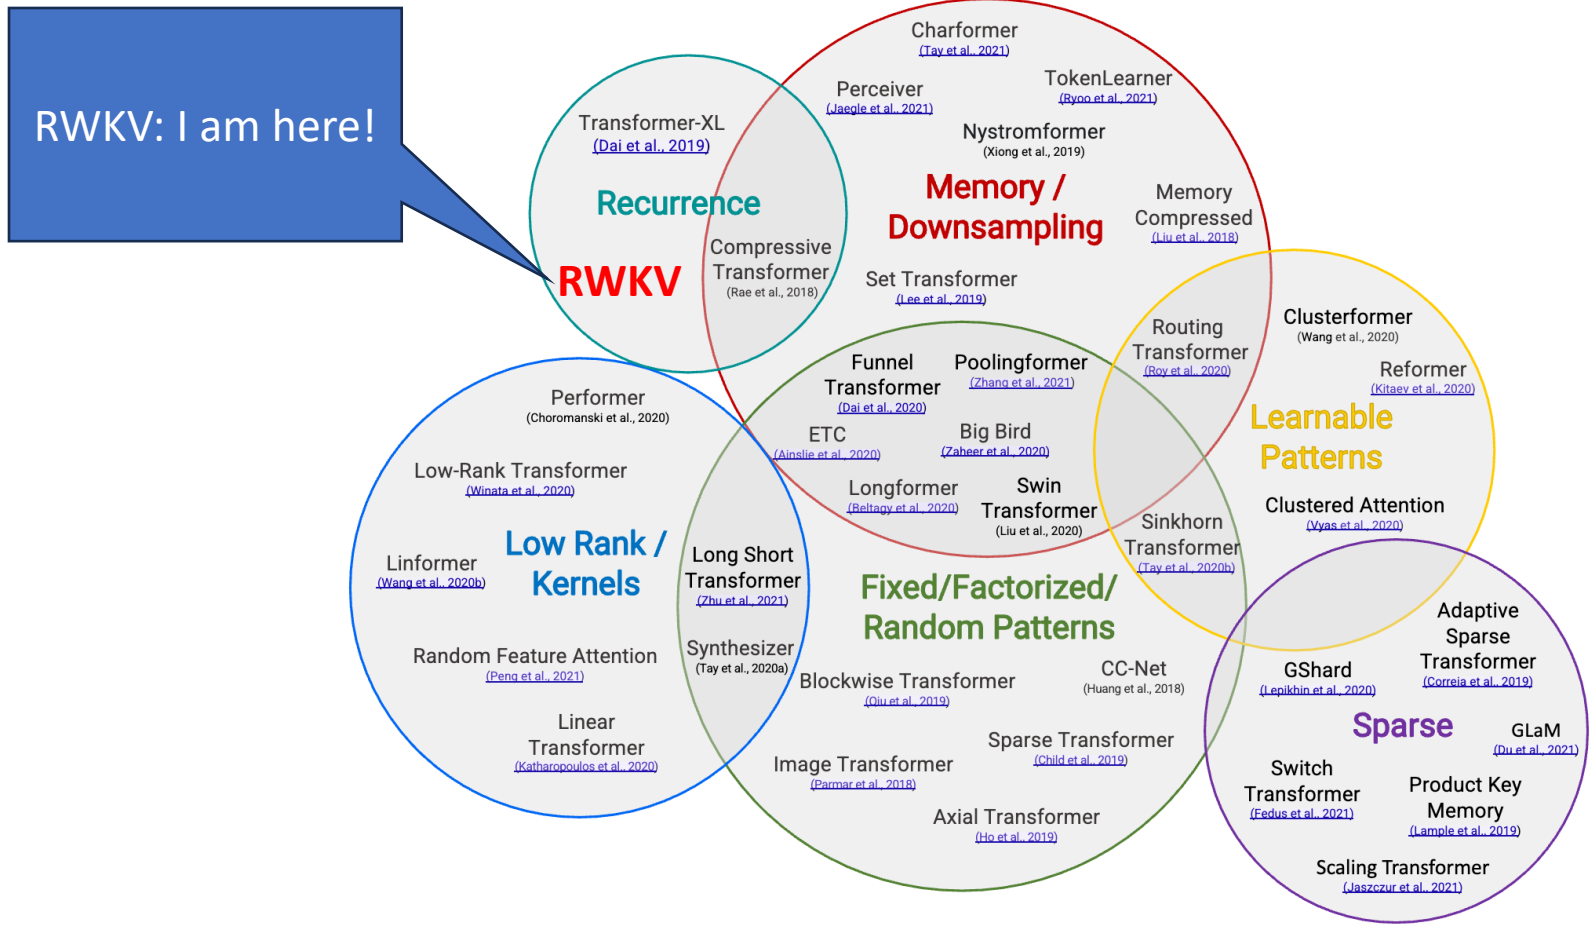 RWKV: I am here!
Recurrence
Transformer-XL
(Dai et al., 2019)
RWKV
Compressive
Transformer
(Rae et al., 2018)
Memory /
Downsampling
Charformer
(Tay et al.. 2021)
Perceiver
(Jaegle et al.. 2021)
TokenLearner
(Ryoo et al., 2021)
Nystromformer
(Xiong et al., 2019)
Memory
Compressed
(Liu et al.. 2018)
Set Transformer
(Lee et al., 2019)
Funnel
Transformer
(Dai et al., 2020)
Poolingformer
(Zhang et al., 2021)
ETC
(Ainslie et al., 2020)
Big Bird
(Zaheer et al., 2020)
Longformer
(Beltagy et al., 2020)
Swin
Transformer
(Liu et al., 2020)
Routing
Transformer
(Roy et al.. 2020)
Learnable
Patterns
Clusterformer
(Wang et al., 2020)
Reformer
(Kitaev et al., 2020)
Clustered Attention
(Vyas et al., 2020)
Sinkhorn
Transformer
(Tay et al., 2020b)
Low Rank /
Kernels
Performer
(Choromanski et al., 2020)
Low-Rank Transformer
(Winata et al., 2020)
Linformer
(Wang et al.. 2020b)
Random Feature Attention
(Peng et al., 2021)
Linear
Transformer
(Katharopoulos et al., 2020)
Long Short
Transformer
(Zhu et al., 2021)
Synthesizer
(Tay et al., 2020a)
Fixed/Factorized/
Random Patterns
Blockwise Transformer
(Qiu et al., 2019)
CC-Net
(Huang et al., 2018)
Sparse Transformer
(Child et al., 2019)
Image Transformer
(Parmar et al., 2018)
Axial Transformer
(Ho et al., 2019)
Sparse
Adaptive
Sparse
Transformer
(Correia et al., 2019)
GShard
(Lepikhin et al., 2020)
GLaM
(Du et al., 2021)
Switch
Transformer
(Fedus et al.. 2021)
Product Key
Memory
(Lample et al.. 2019)
Scaling Transformer
(Jaszczur et al.. 2021)